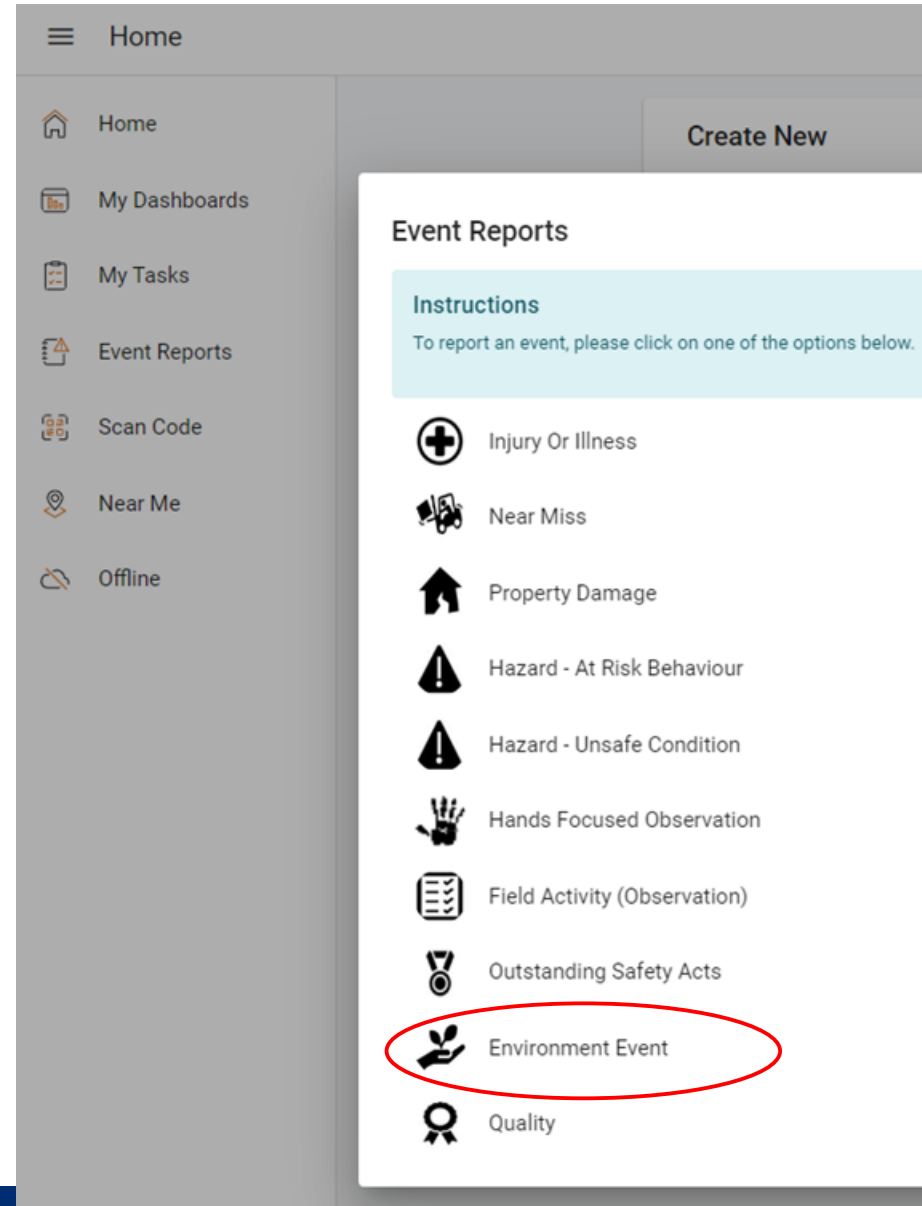 Home
Home
My Dashboards
My Tasks
Event Reports
Scan Code
Near Me
Offline
Create New
Event Reports
Instructions
To report an event, please click on one of the options below.
Injury Or Illness
Near Miss
Property Damage
Hazard - At Risk Behaviour
Hazard - Unsafe Condition
Hands Focused Observation
Field Activity (Observation)
Outstanding Safety Acts
Environment Event
Quality